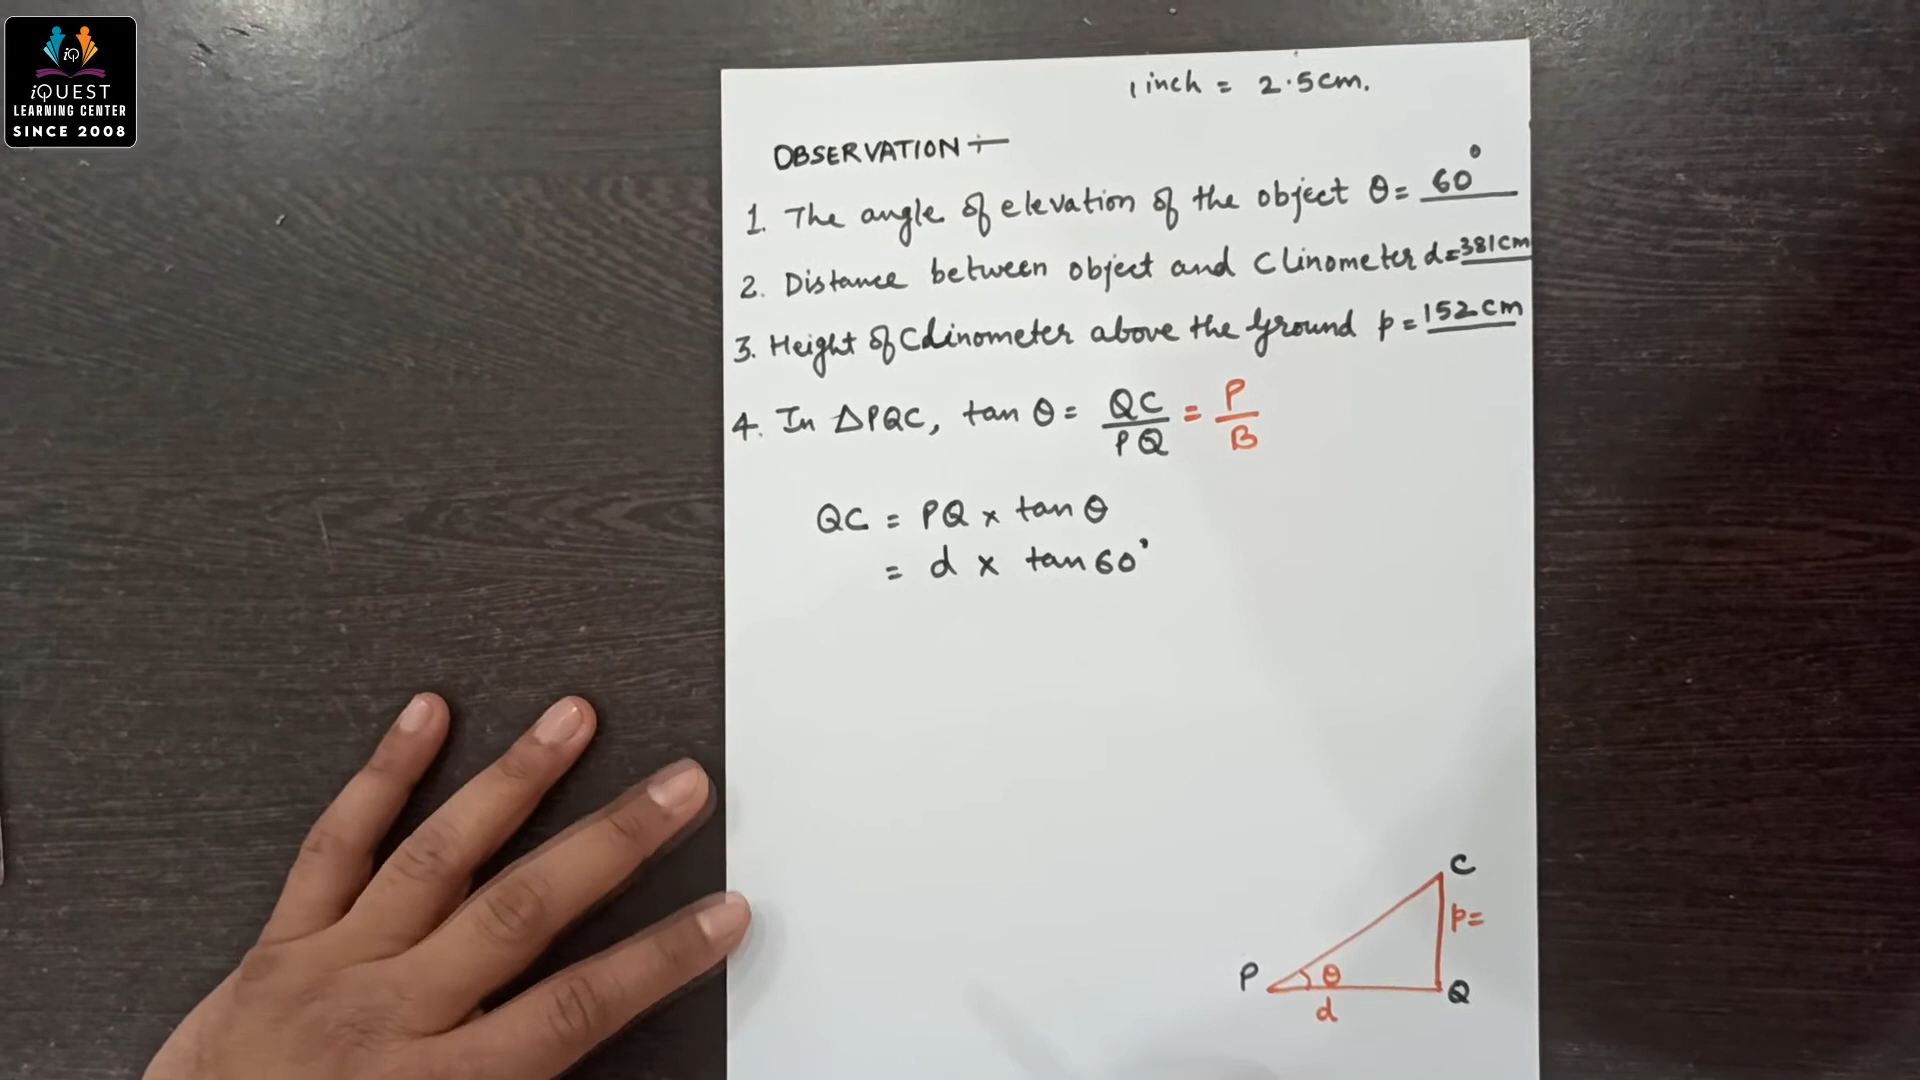 iQ
iQUEST
LEARNING CENTER
SINCE 2008
1 inch = 2.5cm.
OBSERVATION :-
1. The angle of elevation of the object θ = 60°
2. Distance between object and Clinometer d = 381cm
3. Height of Clinometer above the Ground p = 152cm
4. In ΔPQC, tan θ = QC/PQ = P/B
QC = PQ × tan θ
= d × tan 60°
C
p=
P θ Q
d